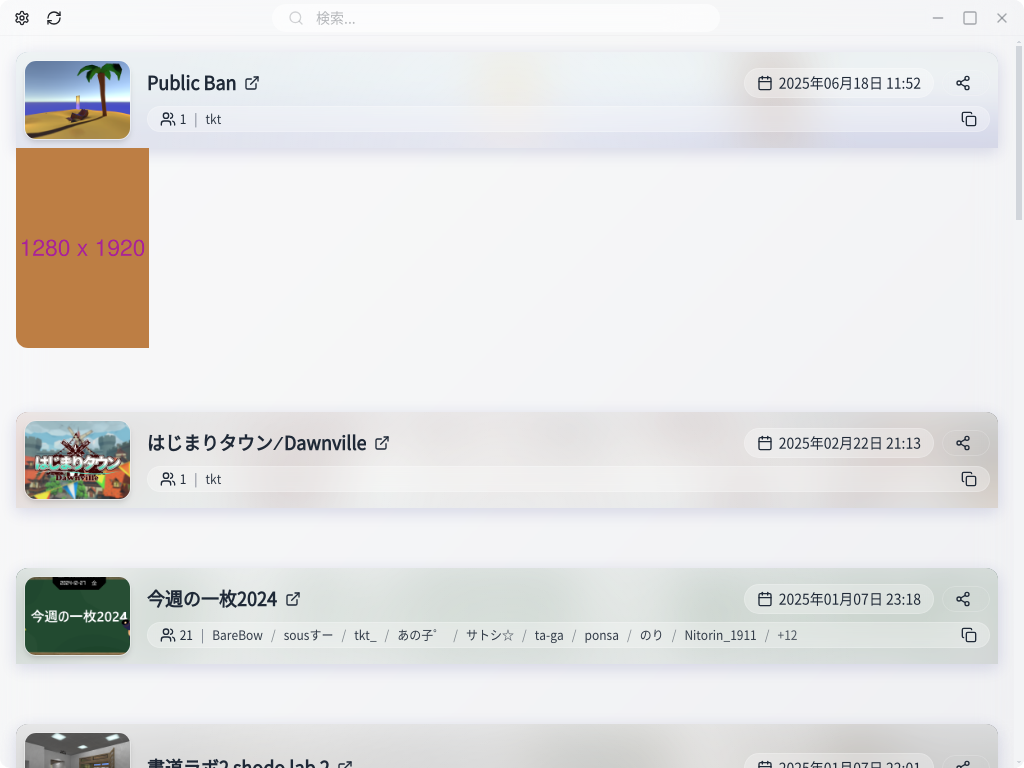 検索...
Public Ban
2025年06月18日 11:52
1 | tkt
1280 x 1920
はじまりタウン⁄Dawnville
2025年02月22日 21:13
はじまりタウン
Dawnville
1 | tkt
今週の一枚2024
2025年01月07日 23:18
今週の一枚2024
21 | BareBow / sousすー / tkt_ / あの子゜ / サトシ☆ / ta-ga / ponsa / のり / Nitorin_1911 / +12
書道ラボ2 shodo lab 2
2025年01月07日 22:01